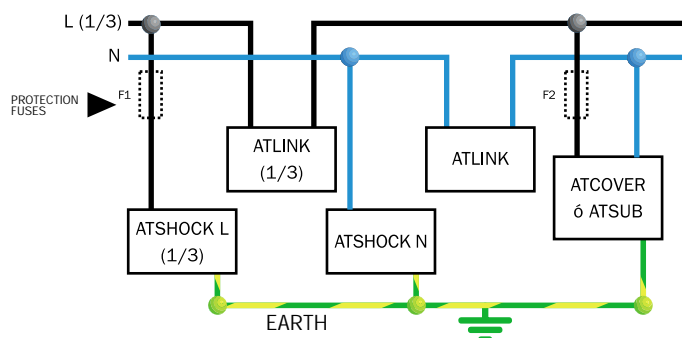 L (1/3)
N
PROTECTION
FUSES
F1
F2
ATLINK
(1/3)
ATLINK
ATCOVER
ó ATSUB
ATSHOCK L
(1/3)
ATSHOCK N
EARTH